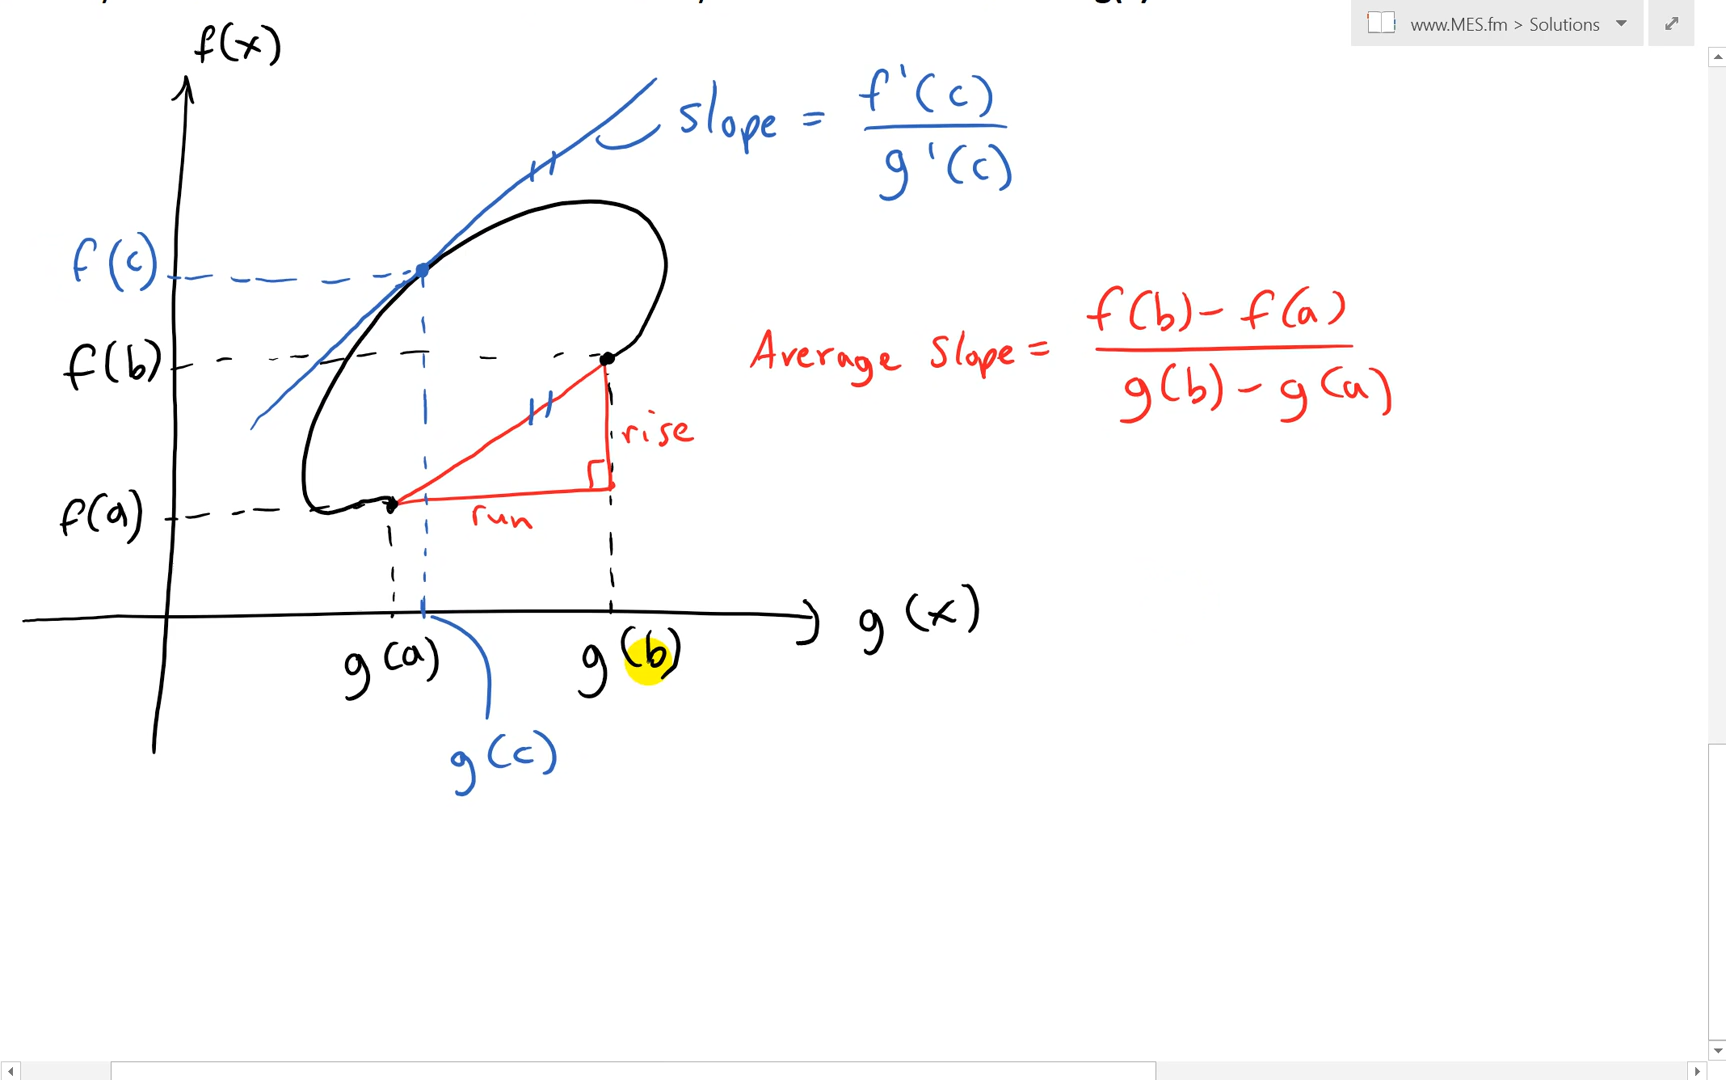 www.MES.fm > Solutions
f(x)
slope = f'(c)
g'(c)
f(c)
f(b)
Average Slope = f(b) - f(a)
g(b) - g(a)
rise
f(a)
run
g(x)
g(a)
g(b)
g(c)